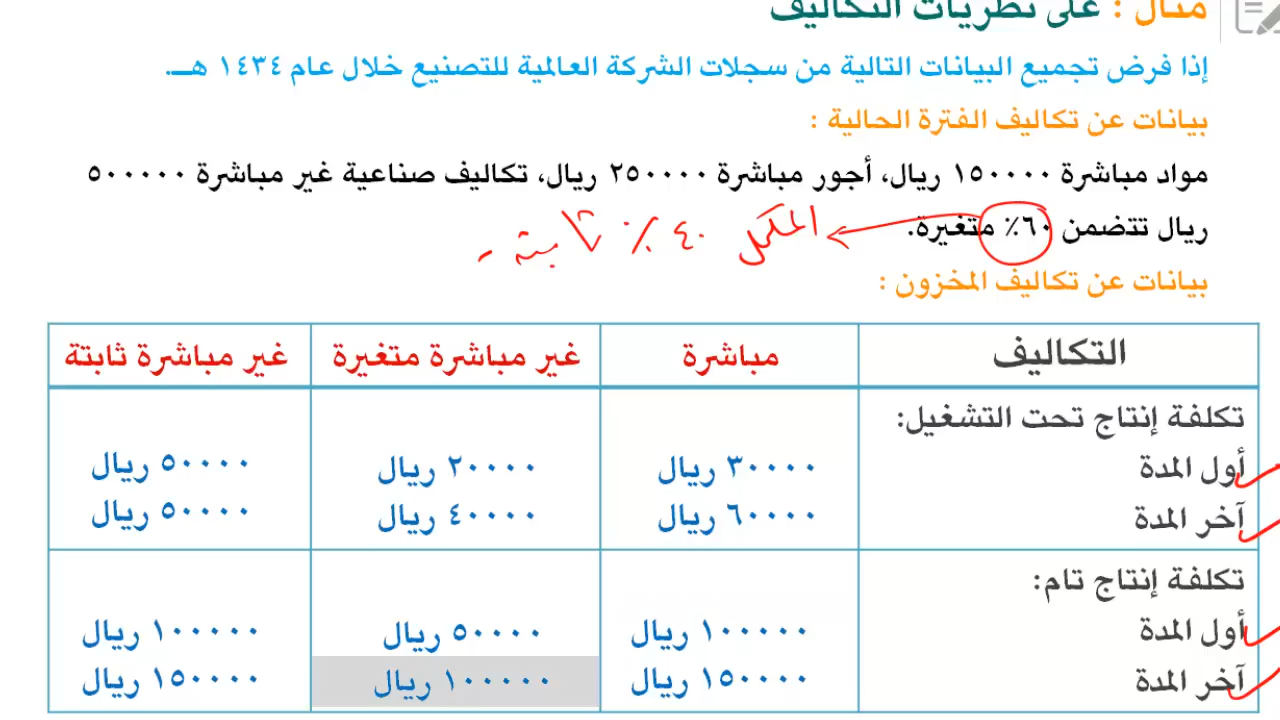 مثال : على نظريات التكاليف
إذا فرض تجميع البيانات التالية من سجلات الشركة العالمية للتصنيع خلال عام ١٤٣٤ هـ.
بيانات عن تكاليف الفترة الحالية :
مواد مباشرة ١٥٠٠٠٠ ريال، أجور مباشرة ٢٥٠٠٠٠ ريال، تكاليف صناعية غير مباشرة ٥٠٠٠٠٠
ريال تتضمن ٦٠٪ متغيرة.
المكمل ٤٠٪ ثابتة
بيانات عن تكاليف المخزون :
التكاليف مباشرة غير مباشرة متغيرة غير مباشرة ثابتة
تكلفة إنتاج تحت التشغيل:
أول المدة ٣٠٠٠٠ ريال ٢٠٠٠٠ ريال ٥٠٠٠٠ ريال
آخر المدة ٦٠٠٠٠ ريال ٤٠٠٠٠ ريال ٥٠٠٠٠ ريال
تكلفة إنتاج تام:
أول المدة ١٠٠٠٠٠ ريال ٥٠٠٠٠ ريال ١٠٠٠٠٠ ريال
آخر المدة ١٥٠٠٠٠ ريال ١٠٠٠٠٠ ريال ١٥٠٠٠٠ ريال